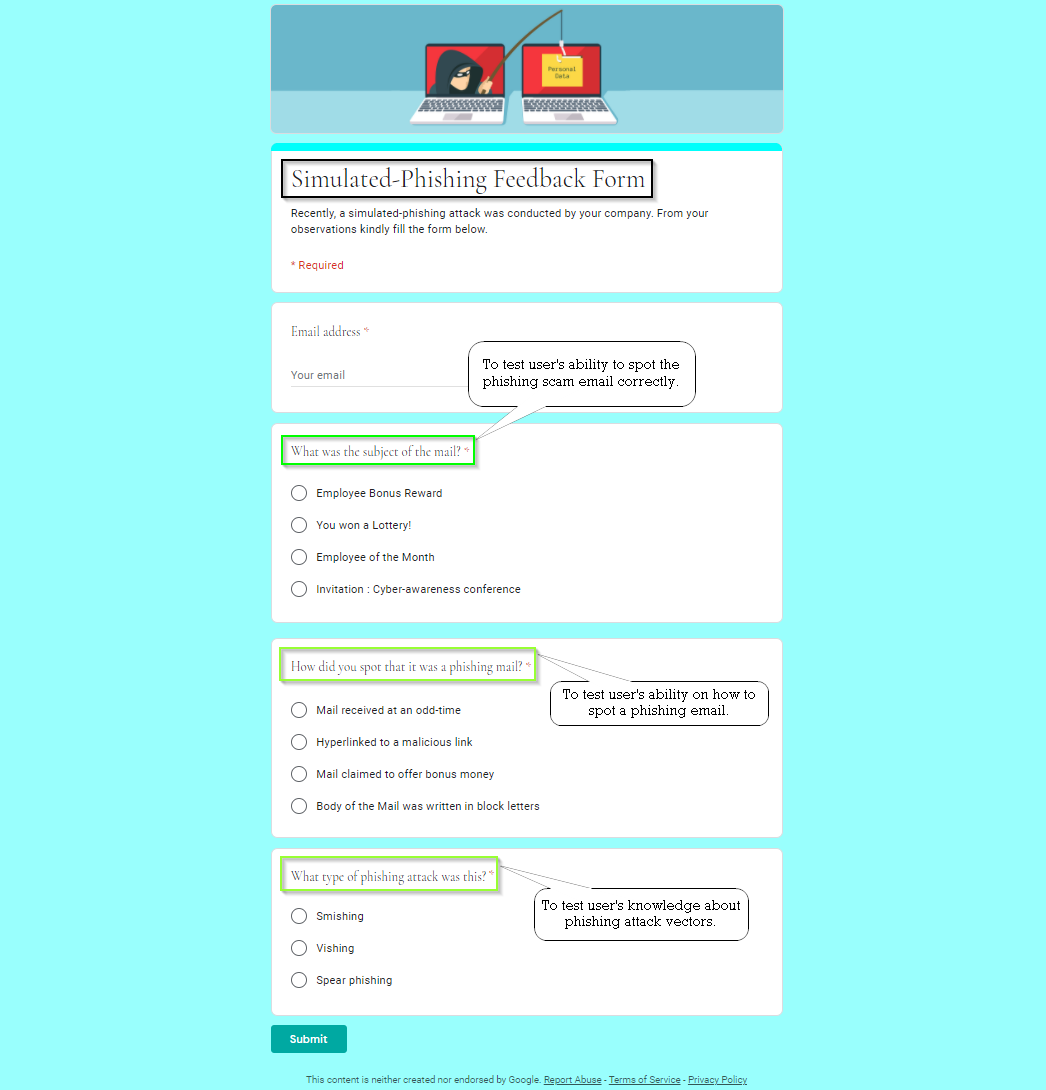 Personal
Data
Simulated-Phishing Feedback Form
Recently, a simulated-phishing attack was conducted by your company. From your
observations kindly fill the form below.
* Required
Email address *
Your email
To test user's ability to spot the
phishing scam email correctly.
What was the subject of the mail? *
Employee Bonus Reward
You won a Lottery!
Employee of the Month
Invitation : Cyber-awareness conference
How did you spot that it was a phishing mail? *
To test user's ability on how to
spot a phishing email.
Mail received at an odd-time
Hyperlinked to a malicious link
Mail claimed to offer bonus money
Body of the Mail was written in block letters
What type of phishing attack was this? *
To test user's knowledge about
phishing attack vectors.
Smishing
Vishing
Spear phishing
Submit
This content is neither created nor endorsed by Google. Report Abuse - Terms of Service - Privacy Policy